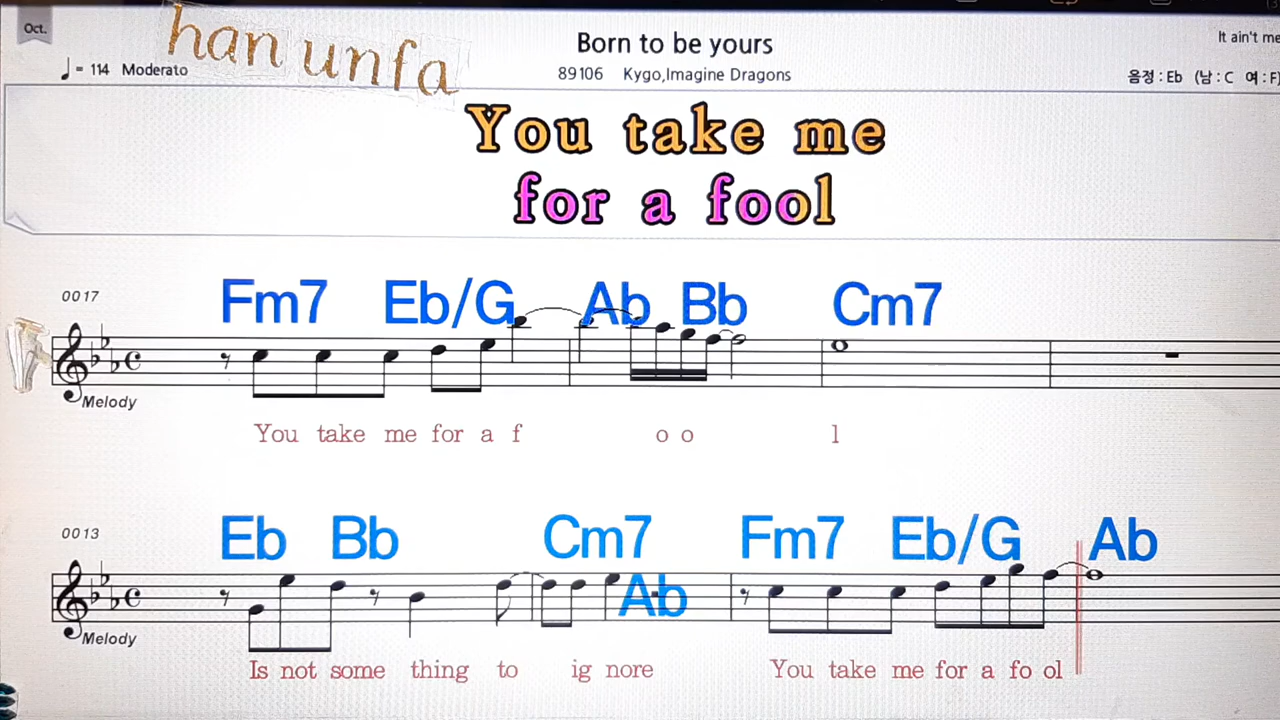 Oct.
han unfa
Born to be yours
It ain't me
♩= 114 Moderato
89106 Kygo,Imagine Dragons
음정 : Eb (남 : C 여 : F)
You take me
for a fool
0017
Fm7 Eb/G Ab Bb Cm7
Melody
You take me for a f o o l
0013
Eb Bb Cm7 Ab Fm7 Eb/G Ab
Melody
Is not some thing to ig nore You take me for a fo ol